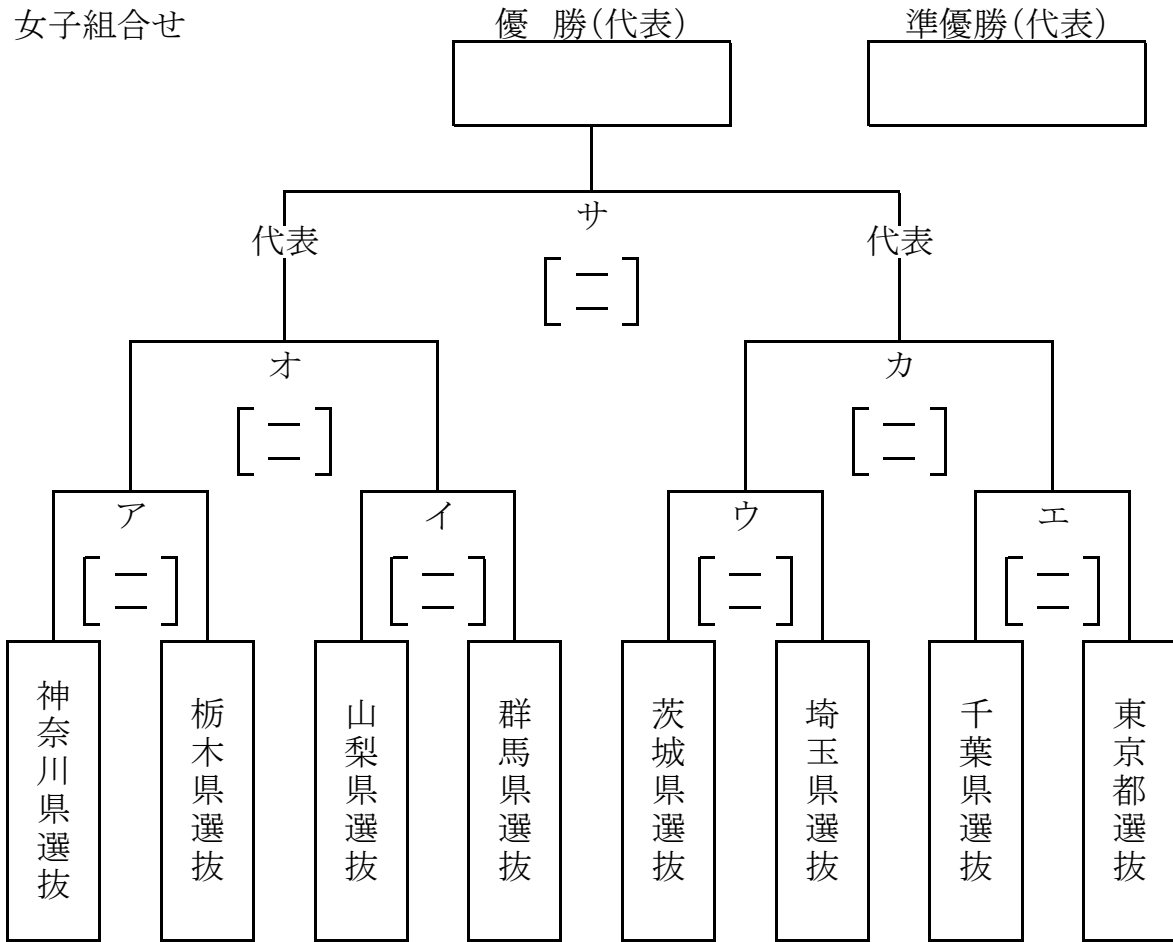 女子組合せ
優 勝(代表)
準優勝(代表)
サ
代表
代表
オ
カ
ア
イ
ウ
エ
神奈川県選抜
栃木県選抜
山梨県選抜
群馬県選抜
茨城県選抜
埼玉県選抜
千葉県選抜
東京都選抜